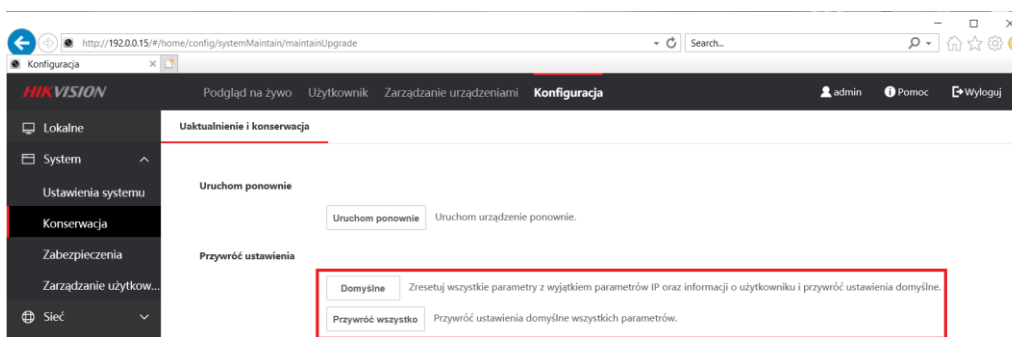 http://192.0.0.15/#/home/config/systemMaintain/maintainUpgrade
Search...
Konfiguracja
HIKVISION
Podgląd na żywo Użytkownik Zarządzanie urządzeniami Konfiguracja
admin Pomoc Wyloguj
Lokalne
Uaktualnienie i konserwacja
System
Ustawienia systemu
Uruchom ponownie
Konserwacja
Uruchom ponownie Uruchom urządzenie ponownie.
Zabezpieczenia
Przywróć ustawienia
Zarządzanie użytkow...
Domyślne Zresetuj wszystkie parametry z wyjątkiem parametrów IP oraz informacji o użytkowniku i przywróć ustawienia domyślne.
Sieć
Przywróć wszystko Przywróć ustawienia domyślne wszystkich parametrów.